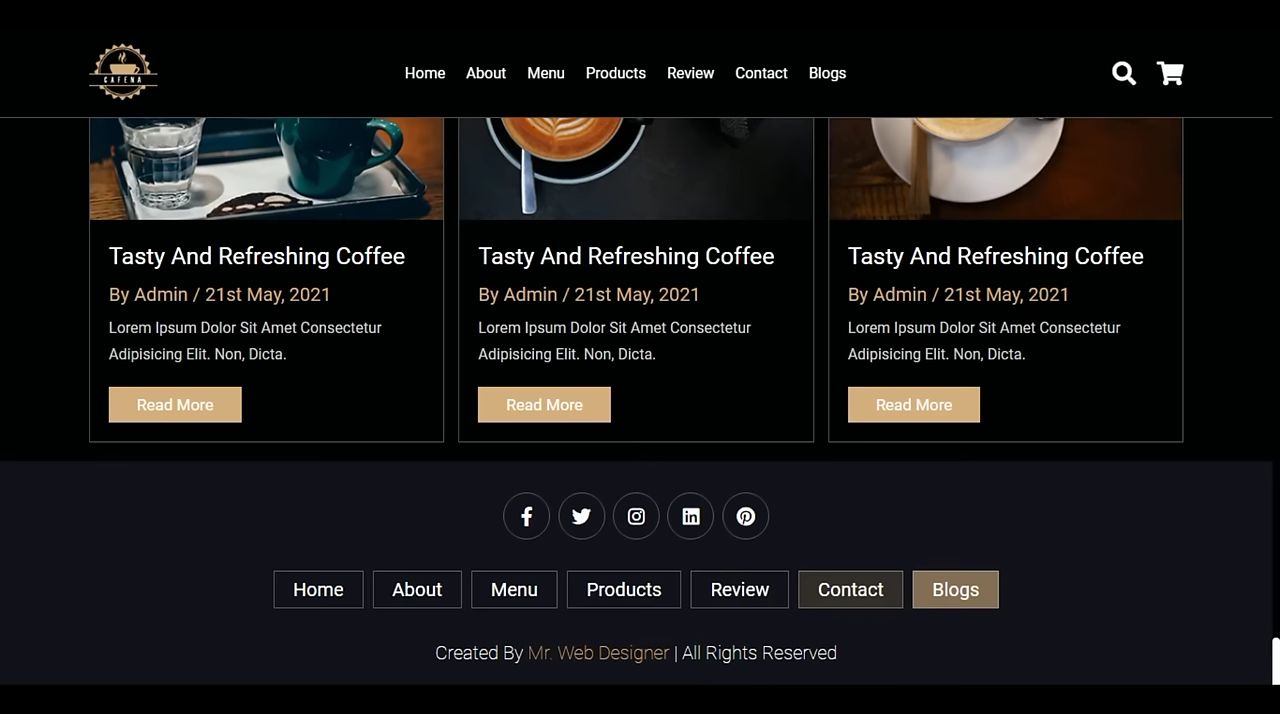 CAFENA
Home About Menu Products Review Contact Blogs
Tasty And Refreshing Coffee
By Admin / 21st May, 2021
Lorem Ipsum Dolor Sit Amet Consectetur
Adipisicing Elit. Non, Dicta.
Read More
Tasty And Refreshing Coffee
By Admin / 21st May, 2021
Lorem Ipsum Dolor Sit Amet Consectetur
Adipisicing Elit. Non, Dicta.
Read More
Tasty And Refreshing Coffee
By Admin / 21st May, 2021
Lorem Ipsum Dolor Sit Amet Consectetur
Adipisicing Elit. Non, Dicta.
Read More
Home About Menu Products Review Contact Blogs
Created By Mr. Web Designer | All Rights Reserved